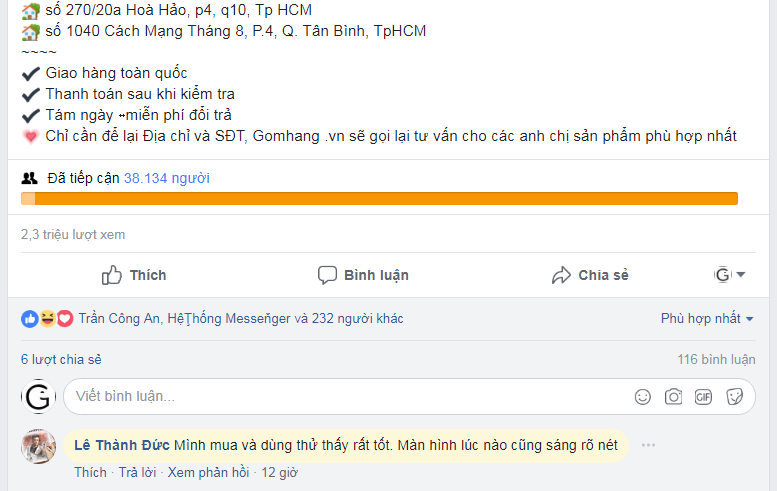 số 270/20a Hoà Hảo, p4, q10, Tp HCM
số 1040 Cách Mạng Tháng 8, P.4, Q. Tân Bình, TpHCM
~~~~
Giao hàng toàn quốc
Thanh toán sau khi kiểm tra
Tám ngày miễn phí đổi trả
Chỉ cần để lại Địa chỉ và SĐT, Gomhang .vn sẽ gọi lại tư vấn cho các anh chị sản phẩm phù hợp nhất
Đã tiếp cận 38.134 người
2,3 triệu lượt xem
Thích Bình luận Chia sẻ G
Trần Công An, HệŢhống Messeňger và 232 người khác Phù hợp nhất
6 lượt chia sẻ 116 bình luận
G Viết bình luận... GIF
Lê Thành Đức Mình mua và dùng thử thấy rất tốt. Màn hình lúc nào cũng sáng rõ nét
Thích · Trả lời · Xem phản hồi · 12 giờ